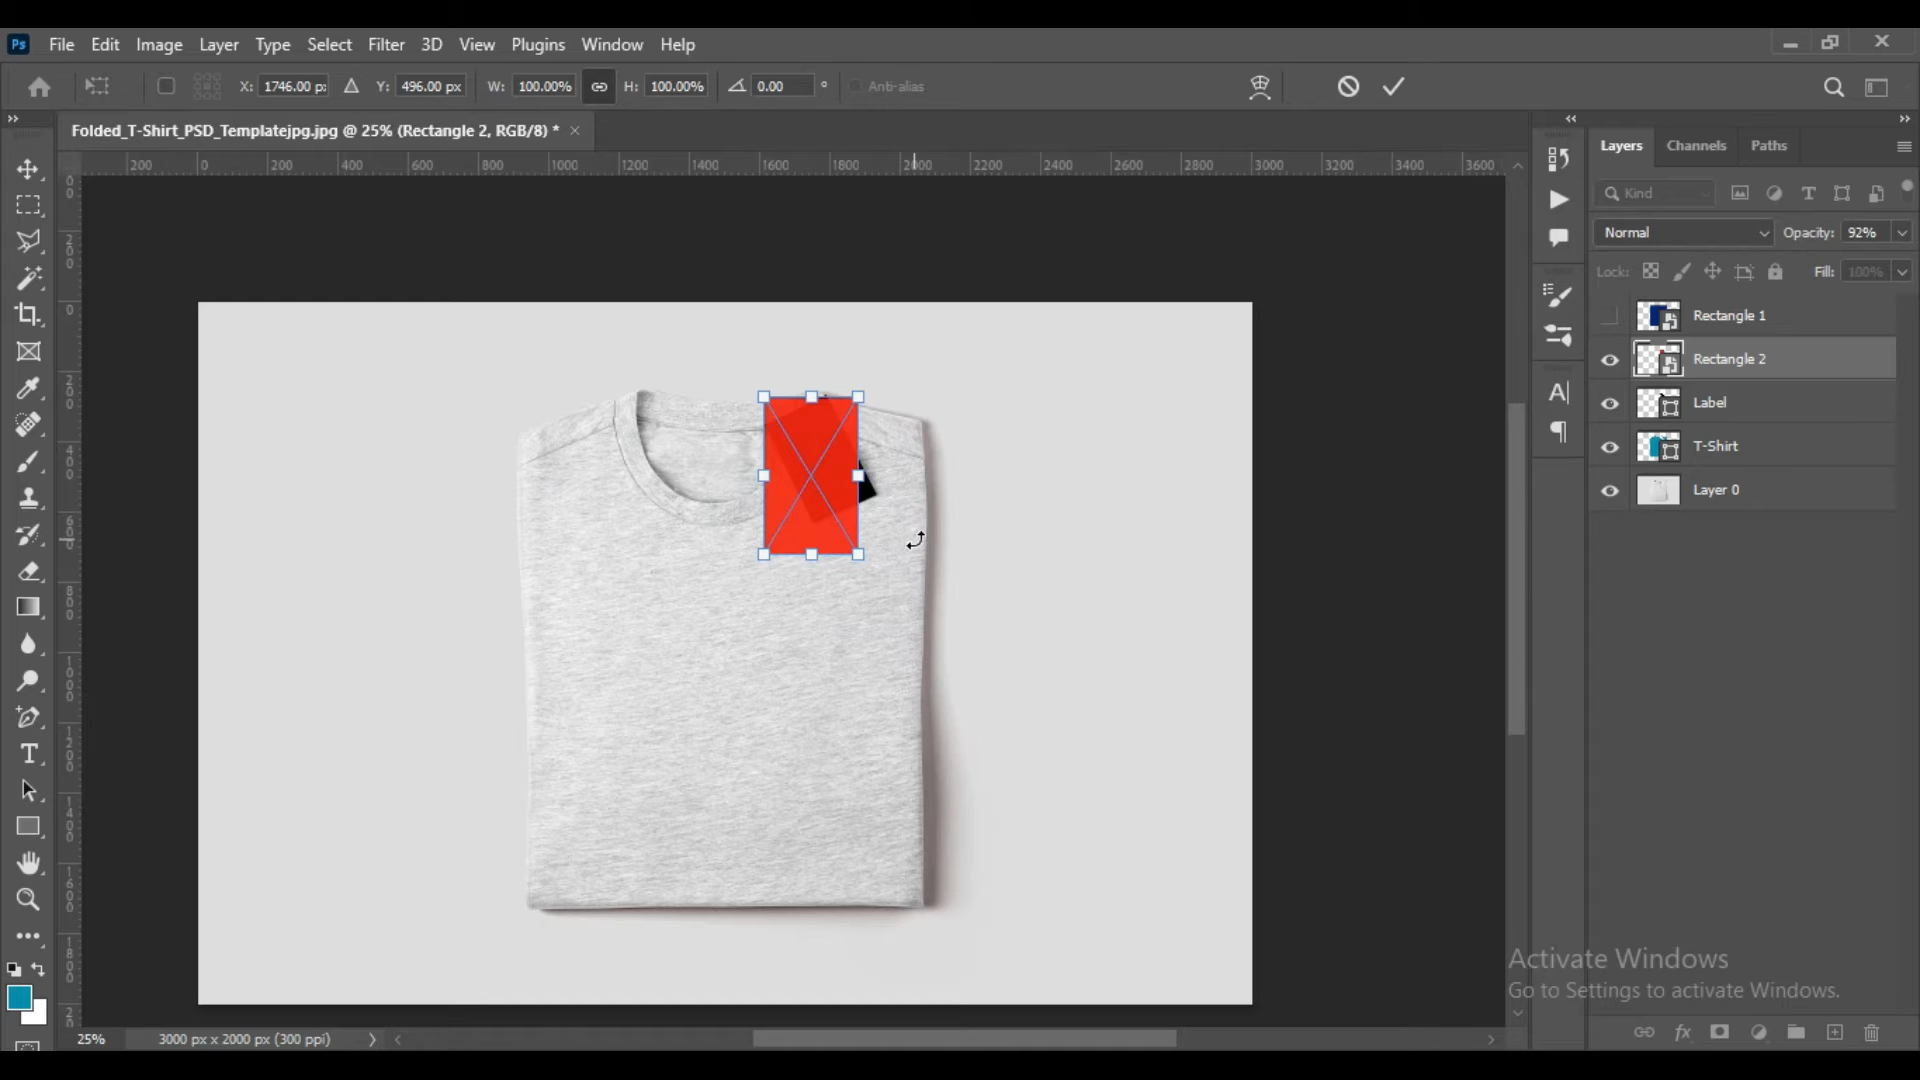 Ps File Edit Image Layer Type Select Filter 3D View Plugins Window Help
X: 1746.00 p: Y: 496.00 px W: 100.00% H: 100.00% 0.00 ° Anti-alias
Folded_T-Shirt_PSD_Templatejpg.jpg @ 25% (Rectangle 2, RGB/8) * ×
200 0 200 400 600 800 1000 1200 1400 1600 1800 2000 2200 2400 2600 2800 3000 3200 3400 3600
Layers Channels Paths
Kind
Normal Opacity: 92%
Lock: Fill: 100%
Rectangle 1
Rectangle 2
Label
T-Shirt
Layer 0
Activate Windows
Go to Settings to activate Windows.
25% 3000 px x 2000 px (300 ppi)